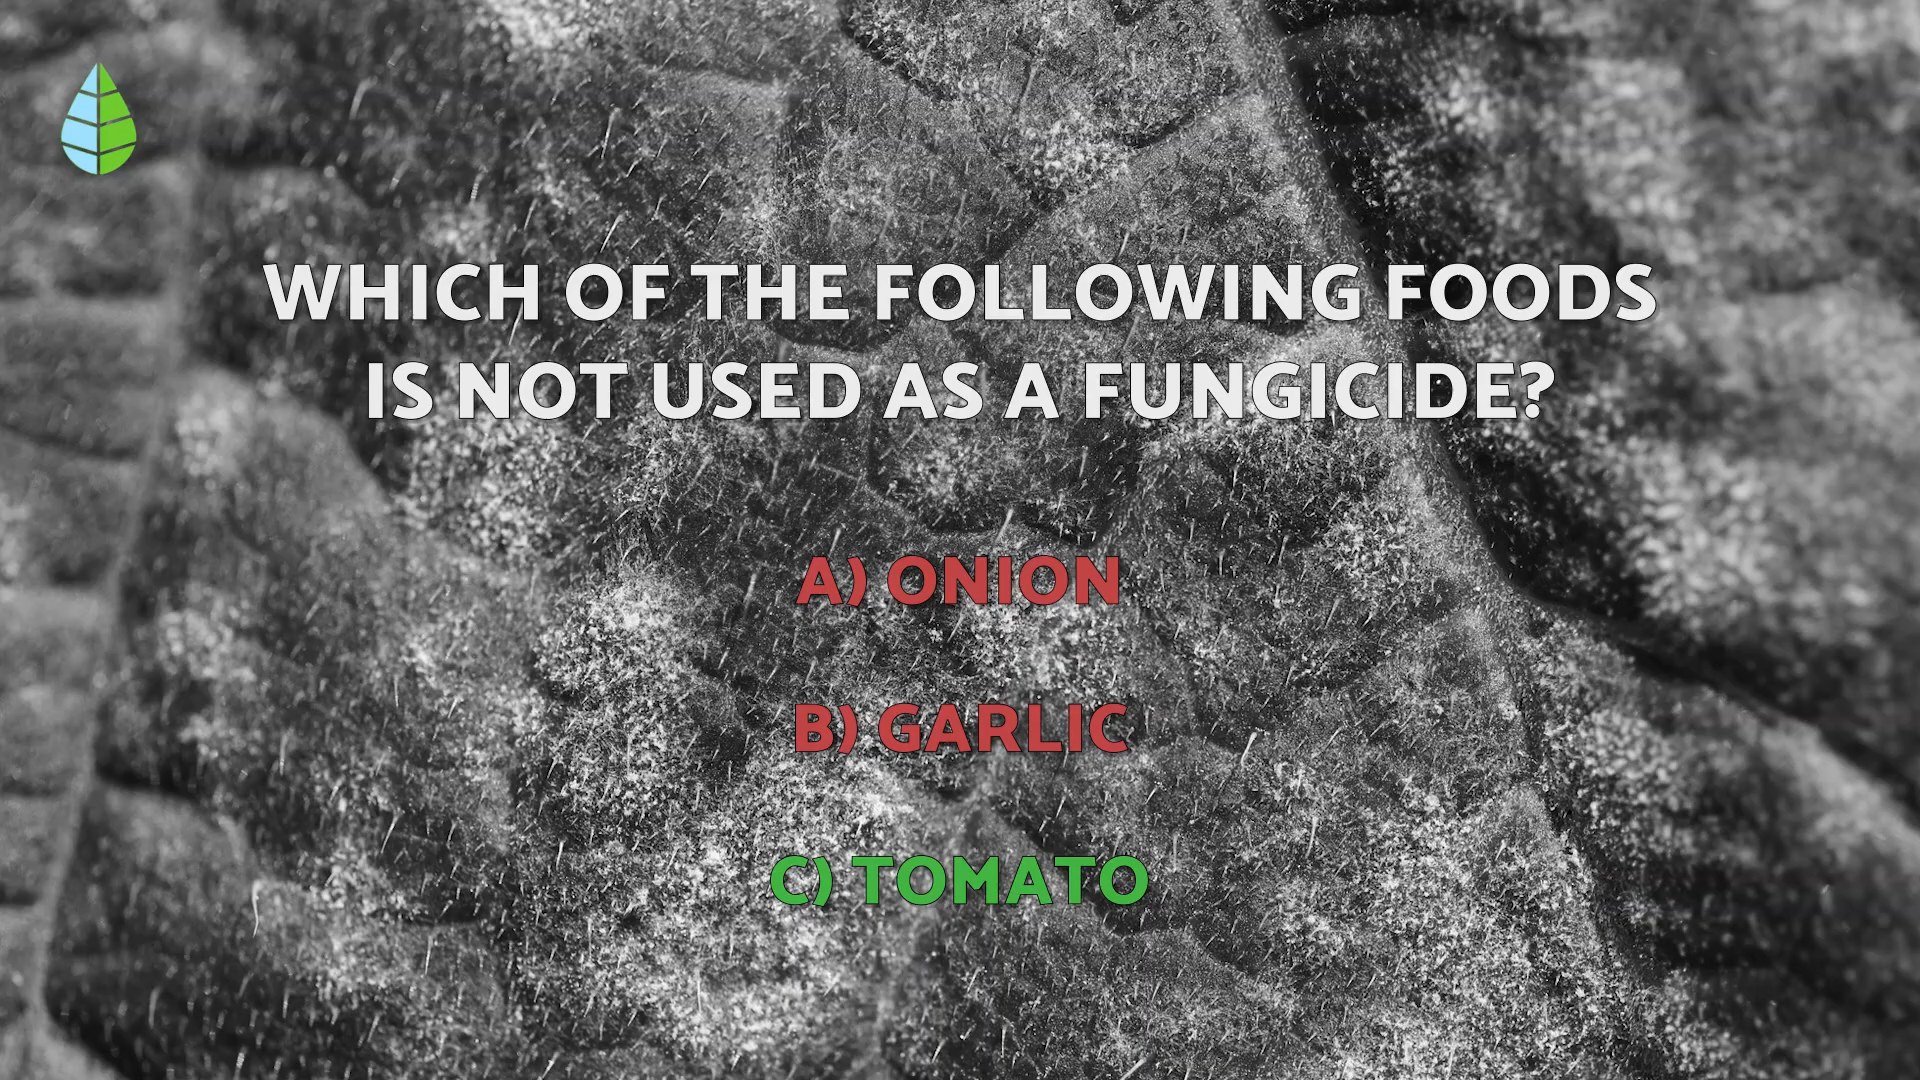 WHICH OF THE FOLLOWING FOODS
IS NOT USED AS A FUNGICIDE?
A) ONION
B) GARLIC
C) TOMATO